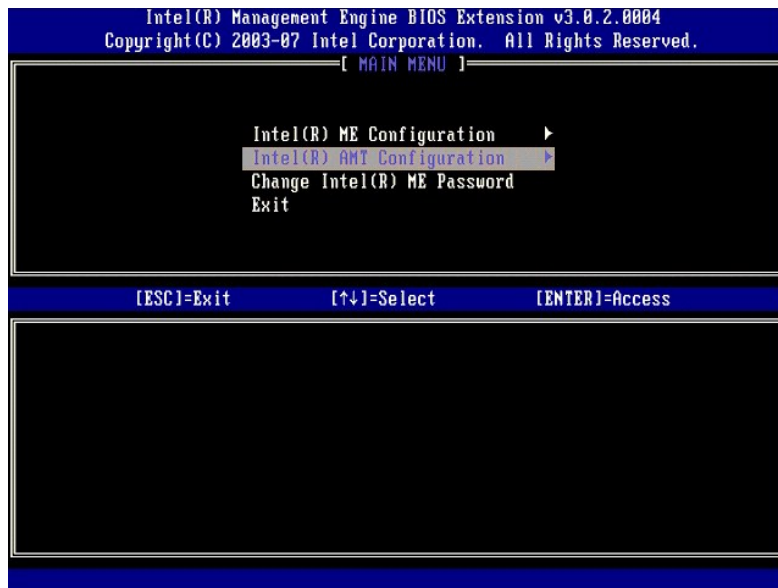 Intel(R) Management Engine BIOS Extension v3.0.2.0004
Copyright(C) 2003-07 Intel Corporation. All Rights Reserved.
[ MAIN MENU ]
Intel(R) ME Configuration ►
Intel(R) AMT Configuration ►
Change Intel(R) ME Password
Exit
[ESC]=Exit [↑↓]=Select [ENTER]=Access